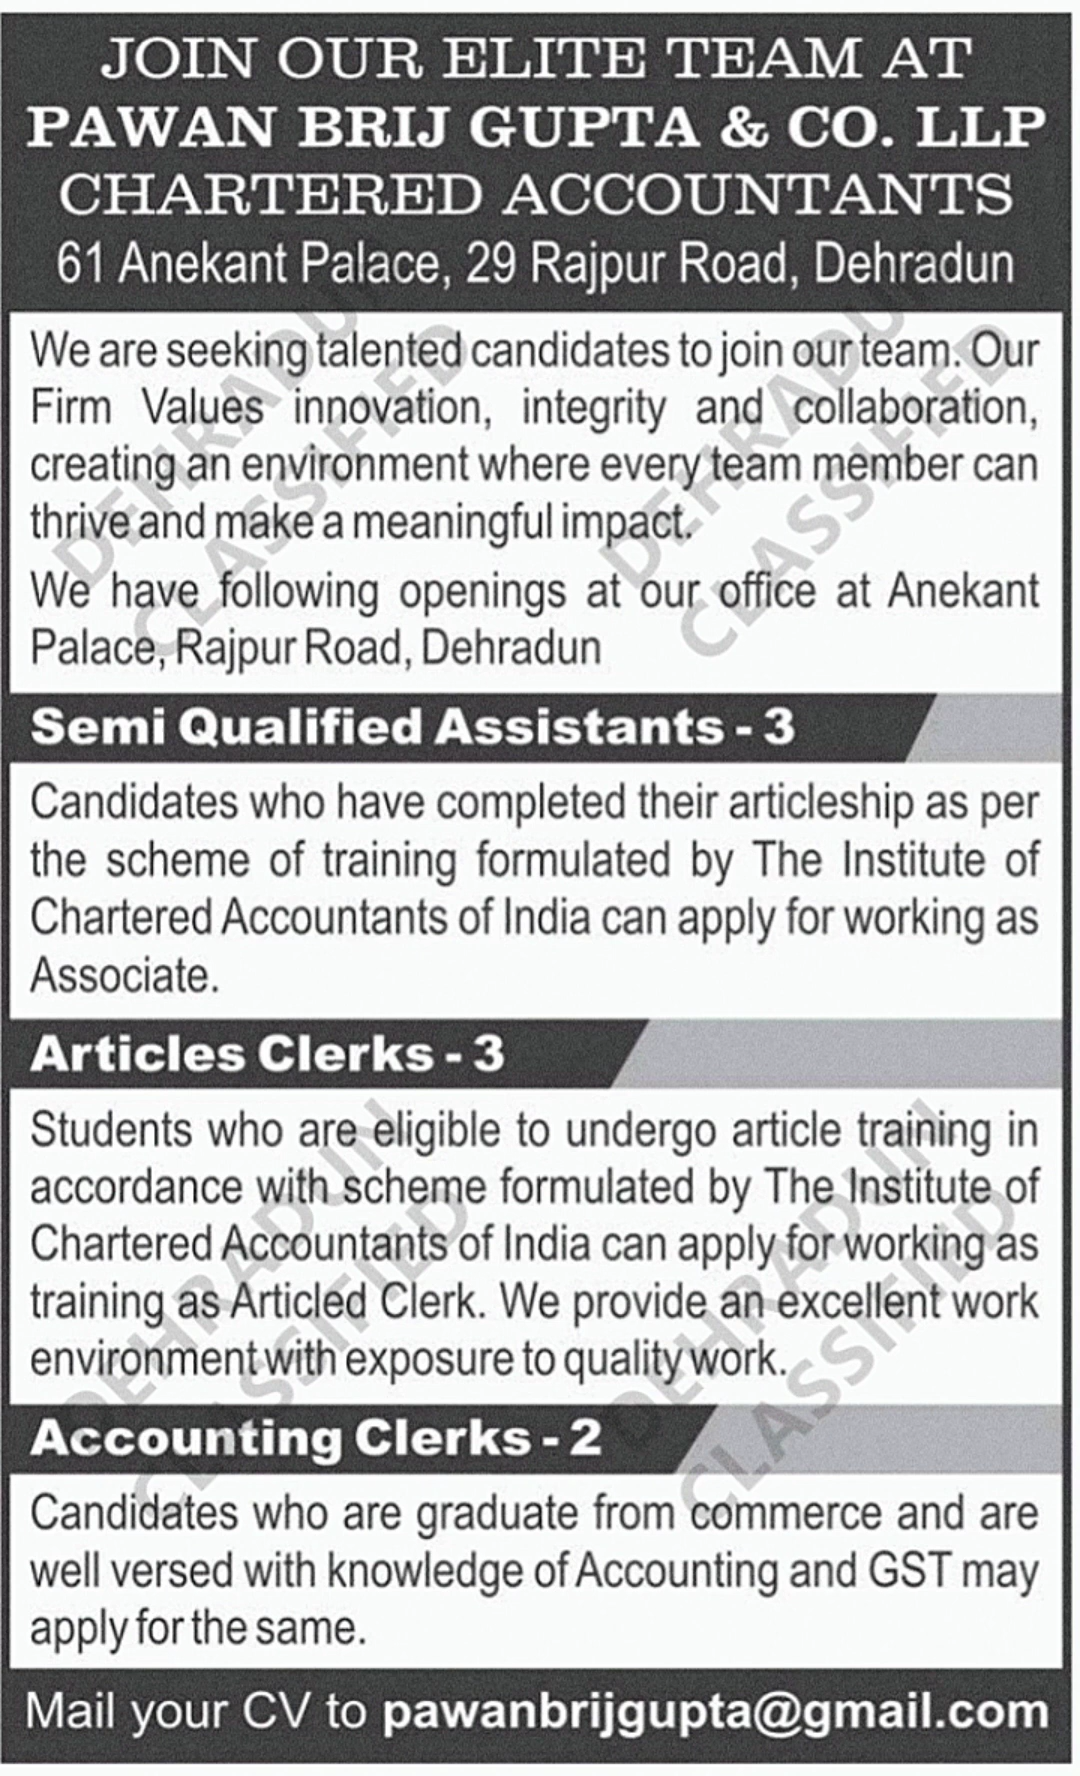 JOIN OUR ELITE TEAM AT
PAWAN BRIJ GUPTA & CO. LLP
CHARTERED ACCOUNTANTS
61 Anekant Palace, 29 Rajpur Road, Dehradun
We are seeking talented candidates to join our team. Our
Firm Values innovation, integrity and collaboration,
creating an environment where every team member can
thrive and make a meaningful impact.
We have following openings at our office at Anekant
Palace, Rajpur Road, Dehradun
Semi Qualified Assistants - 3
Candidates who have completed their articleship as per
the scheme of training formulated by The Institute of
Chartered Accountants of India can apply for working as
Associate.
Articles Clerks - 3
Students who are eligible to undergo article training in
accordance with scheme formulated by The Institute of
Chartered Accountants of India can apply for working as
training as Articled Clerk. We provide an excellent work
environment with exposure to quality work.
Accounting Clerks - 2
Candidates who are graduate from commerce and are
well versed with knowledge of Accounting and GST may
apply for the same.
Mail your CV to pawanbrijgupta@gmail.com
DEHRADUN
CLASSIFIED
DEHRADUN
CLASSIFIED
DEHRADUN
CLASSIFIED
DEHRADUN
CLASSIFIED